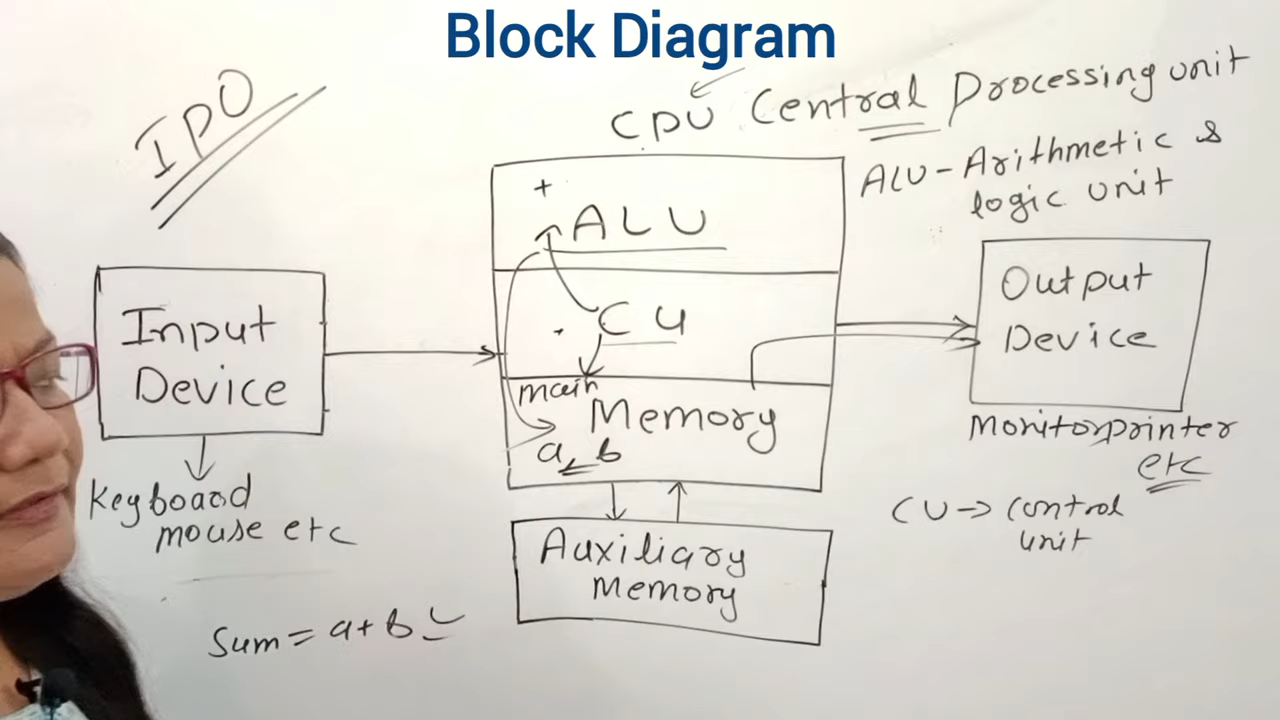 Block Diagram
IPO
CPU Central Processing unit
ALU - Arithmetic &
logic unit
+
ALU
Input
Device
CU
Output
Device
main
Memory
a, b
Monitor, printer
etc
Keyboard
mouse etc
CU → control
unit
Auxiliary
Memory
Sum = a + b